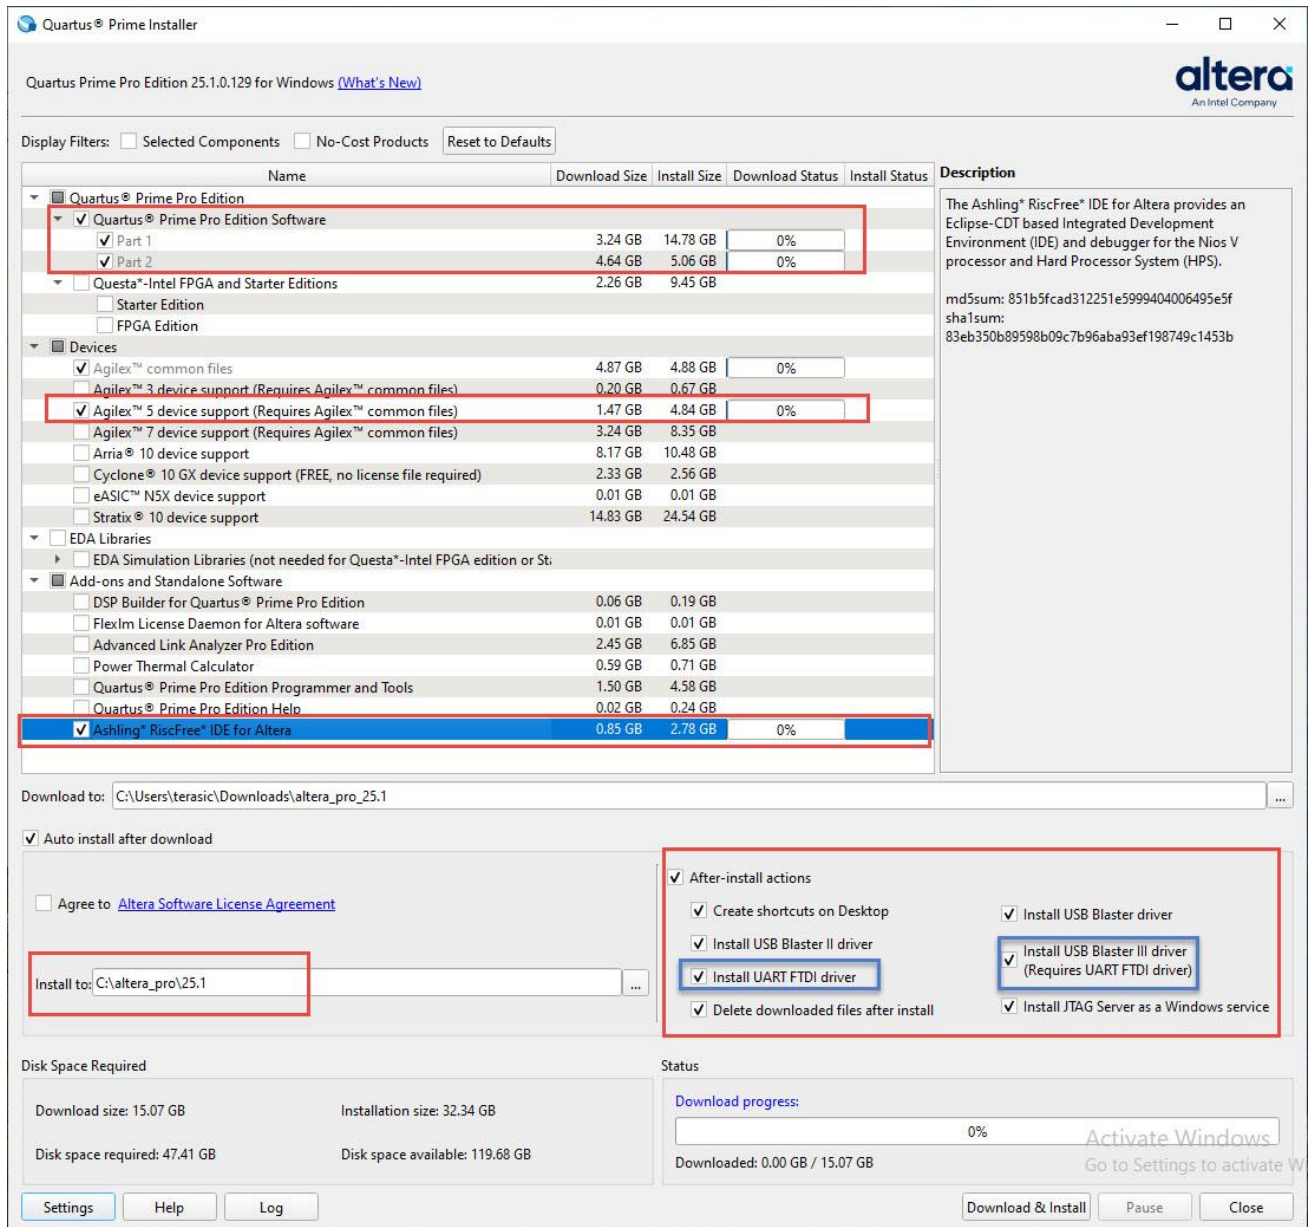 Quartus® Prime Installer
Quartus Prime Pro Edition 25.1.0.129 for Windows (What's New)
altera
An Intel Company
Display Filters: Selected Components No-Cost Products Reset to Defaults
Name Download Size Install Size Download Status Install Status
Quartus® Prime Pro Edition
Quartus® Prime Pro Edition Software
Part 1 3.24 GB 14.78 GB 0%
Part 2 4.64 GB 5.06 GB 0%
Questa*-Intel FPGA and Starter Editions 2.26 GB 9.45 GB
Starter Edition
FPGA Edition
Devices
Agilex™ common files 4.87 GB 4.88 GB 0%
Agilex™ 3 device support (Requires Agilex™ common files) 0.20 GB 0.67 GB
Agilex™ 5 device support (Requires Agilex™ common files) 1.47 GB 4.84 GB 0%
Agilex™ 7 device support (Requires Agilex™ common files) 3.24 GB 8.35 GB
Arria® 10 device support 8.17 GB 10.48 GB
Cyclone® 10 GX device support (FREE, no license file required) 2.33 GB 2.56 GB
eASIC™ N5X device support 0.01 GB 0.01 GB
Stratix® 10 device support 14.83 GB 24.54 GB
EDA Libraries
EDA Simulation Libraries (not needed for Questa*-Intel FPGA edition or Sta
Add-ons and Standalone Software
DSP Builder for Quartus® Prime Pro Edition 0.06 GB 0.19 GB
Flexlm License Daemon for Altera software 0.01 GB 0.01 GB
Advanced Link Analyzer Pro Edition 2.45 GB 6.85 GB
Power Thermal Calculator 0.59 GB 0.71 GB
Quartus® Prime Pro Edition Programmer and Tools 1.50 GB 4.58 GB
Quartus® Prime Pro Edition Help 0.02 GB 0.24 GB
Ashling* RiscFree* IDE for Altera 0.85 GB 2.78 GB 0%
Description
The Ashling* RiscFree* IDE for Altera provides an
Eclipse-CDT based Integrated Development
Environment (IDE) and debugger for the Nios V
processor and Hard Processor System (HPS).
md5sum: 851b5fcad312251e5999404006495e5f
sha1sum:
83eb350b89598b09c7b96aba93ef198749c1453b
Download to: C:\Users\terasic\Downloads\altera_pro_25.1 ...
Auto install after download
Agree to Altera Software License Agreement
Install to: C:\altera_pro\25.1 ...
After-install actions
Create shortcuts on Desktop
Install USB Blaster driver
Install USB Blaster II driver
Install USB Blaster III driver
(Requires UART FTDI driver)
Install UART FTDI driver
Delete downloaded files after install
Install JTAG Server as a Windows service
Disk Space Required
Download size: 15.07 GB Installation size: 32.34 GB
Disk space required: 47.41 GB Disk space available: 119.68 GB
Status
Download progress:
0%
Downloaded: 0.00 GB / 15.07 GB
Activate Windows
Go to Settings to activate W
Settings Help Log Download & Install Pause Close